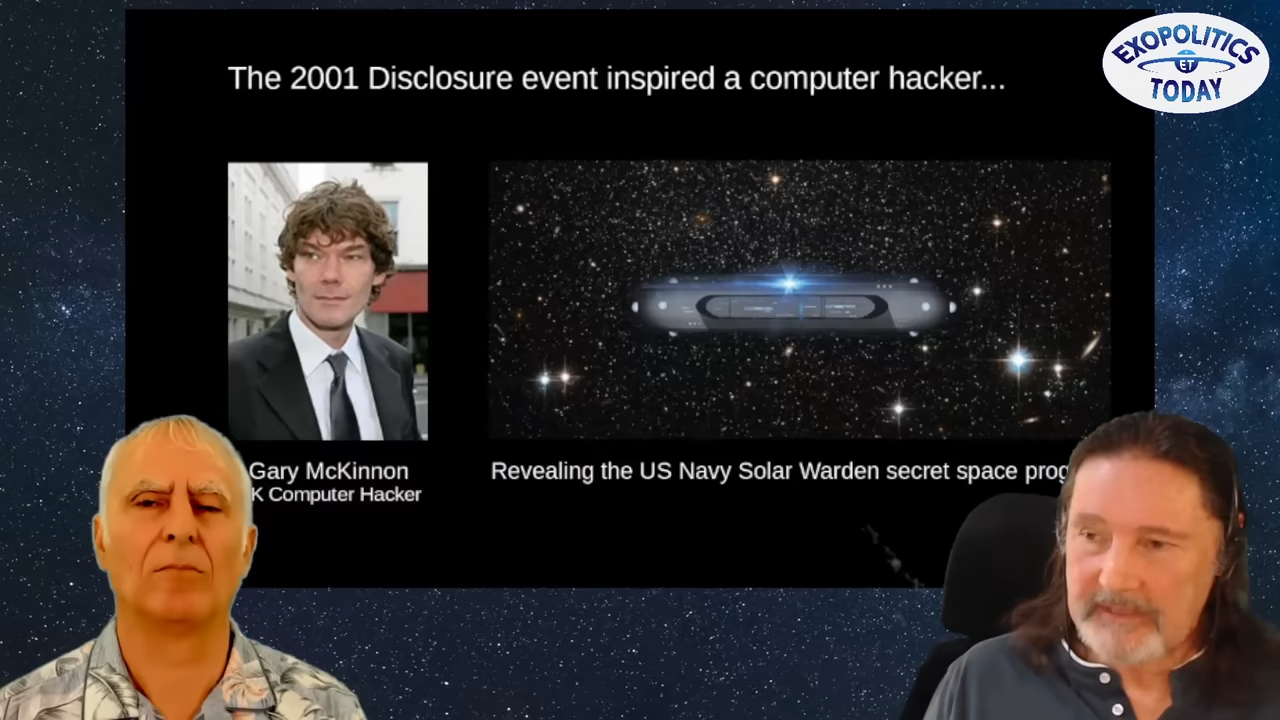 The 2001 Disclosure event inspired a computer hacker...
EXOPOLITICS
ET
TODAY
Gary McKinnon
K Computer Hacker
Revealing the US Navy Solar Warden secret space prog